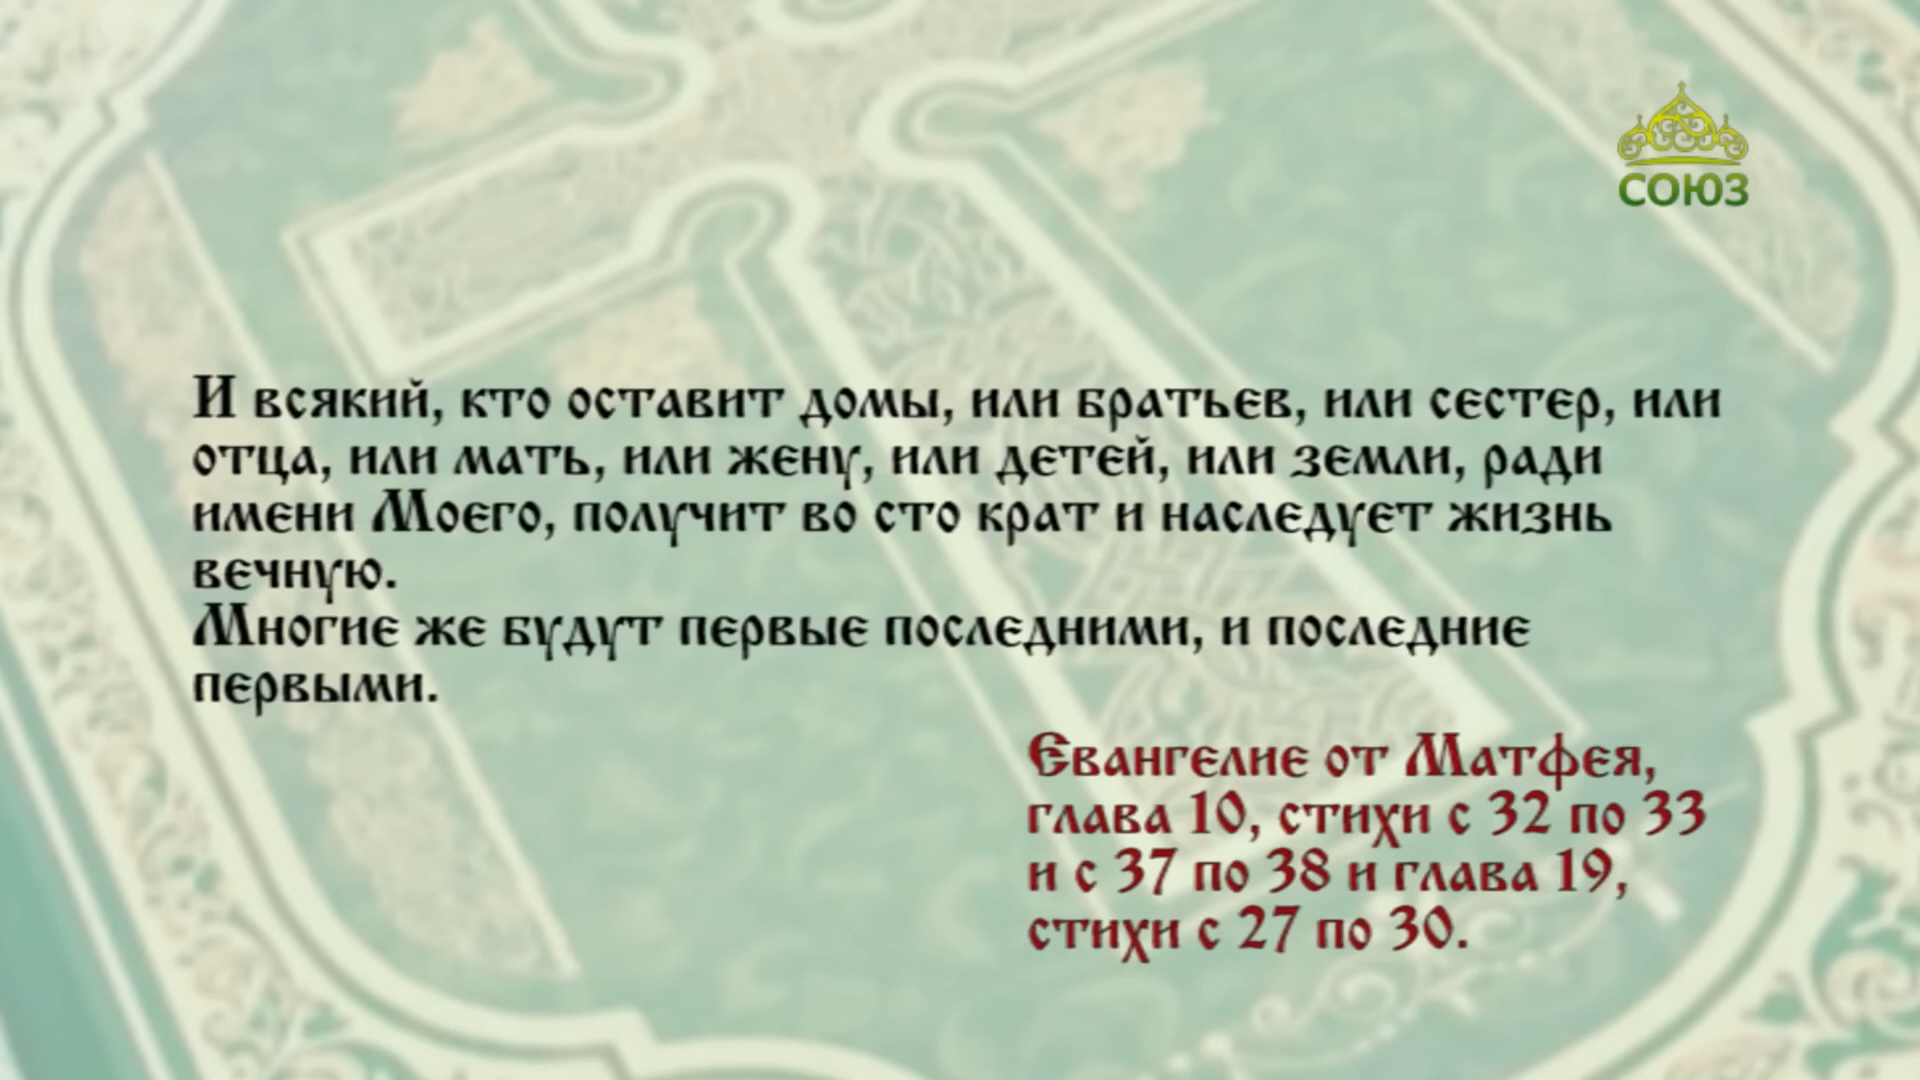 СОЮЗ
И всякий, кто оставит домы, или братьев, или сестер, или
отца, или мать, или жену, или детей, или земли, ради
имени Моего, получит во сто крат и наследует жизнь
вечную.
Многие же будут первые последними, и последние
первыми.
Евангелие от Матфея,
глава 10, стихи с 32 по 33
и с 37 по 38 и глава 19,
стихи с 27 по 30.